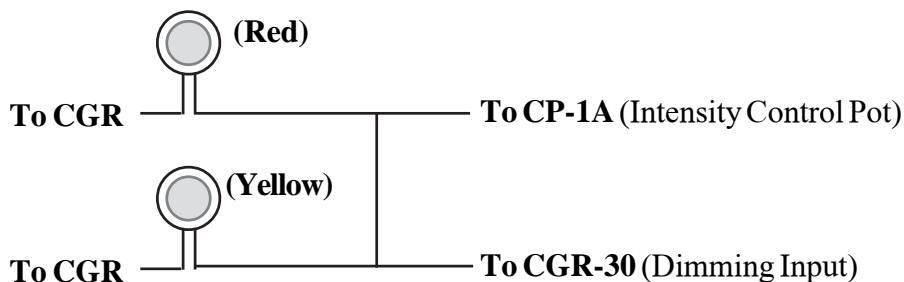 (Red)
To CGR
To CP-1A (Intensity Control Pot)
(Yellow)
To CGR
To CGR-30 (Dimming Input)